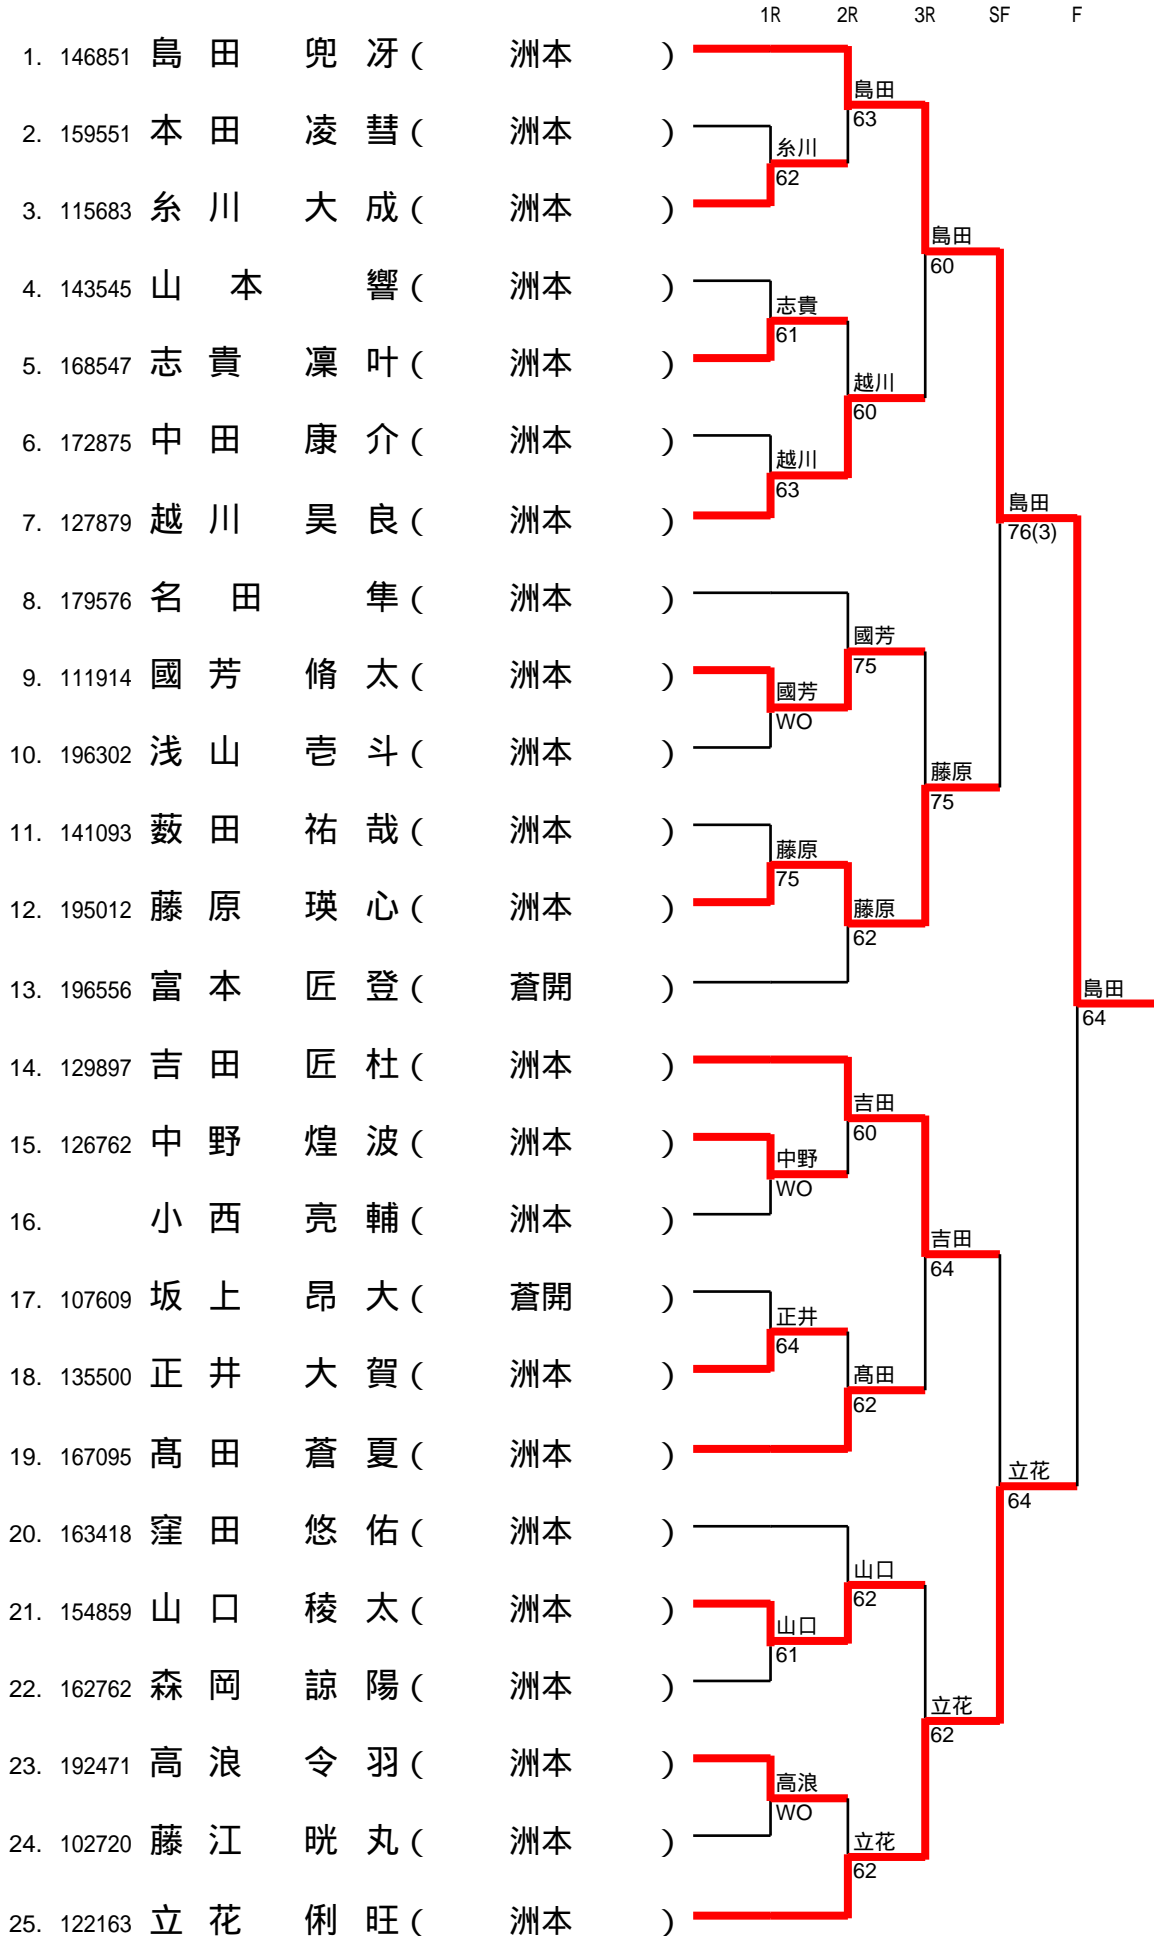 1R 2R 3R SF F
1. 146851 島 田 兜 冴 ( 洲本 )
島田
63
2. 159551 本 田 凌 彗 ( 洲本 )
糸川
62
3. 115683 糸 川 大 成 ( 洲本 )
島田
60
4. 143545 山 本 響 ( 洲本 )
志貴
61
5. 168547 志 貴 凜 叶 ( 洲本 )
越川
60
6. 172875 中 田 康 介 ( 洲本 )
越川
63
7. 127879 越 川 昊 良 ( 洲本 )
島田
76(3)
8. 179576 名 田 隼 ( 洲本 )
國芳
75
9. 111914 國 芳 脩 太 ( 洲本 )
國芳
WO
10. 196302 浅 山 壱 斗 ( 洲本 )
藤原
75
11. 141093 薮 田 祐 哉 ( 洲本 )
藤原
75
12. 195012 藤 原 瑛 心 ( 洲本 )
藤原
62
13. 196556 富 本 匠 登 ( 蒼開 )
島田
64
14. 129897 吉 田 匠 杜 ( 洲本 )
吉田
60
15. 126762 中 野 煌 波 ( 洲本 )
中野
WO
16. 小 西 亮 輔 ( 洲本 )
吉田
64
17. 107609 坂 上 昂 大 ( 蒼開 )
正井
64
18. 135500 正 井 大 賀 ( 洲本 )
髙田
62
19. 167095 髙 田 蒼 夏 ( 洲本 )
立花
64
20. 163418 窪 田 悠 佑 ( 洲本 )
山口
62
21. 154859 山 口 稜 太 ( 洲本 )
山口
61
22. 162762 森 岡 諒 陽 ( 洲本 )
立花
62
23. 192471 高 浪 令 羽 ( 洲本 )
高浪
WO
24. 102720 藤 江 晄 丸 ( 洲本 )
立花
62
25. 122163 立 花 俐 旺 ( 洲本 )